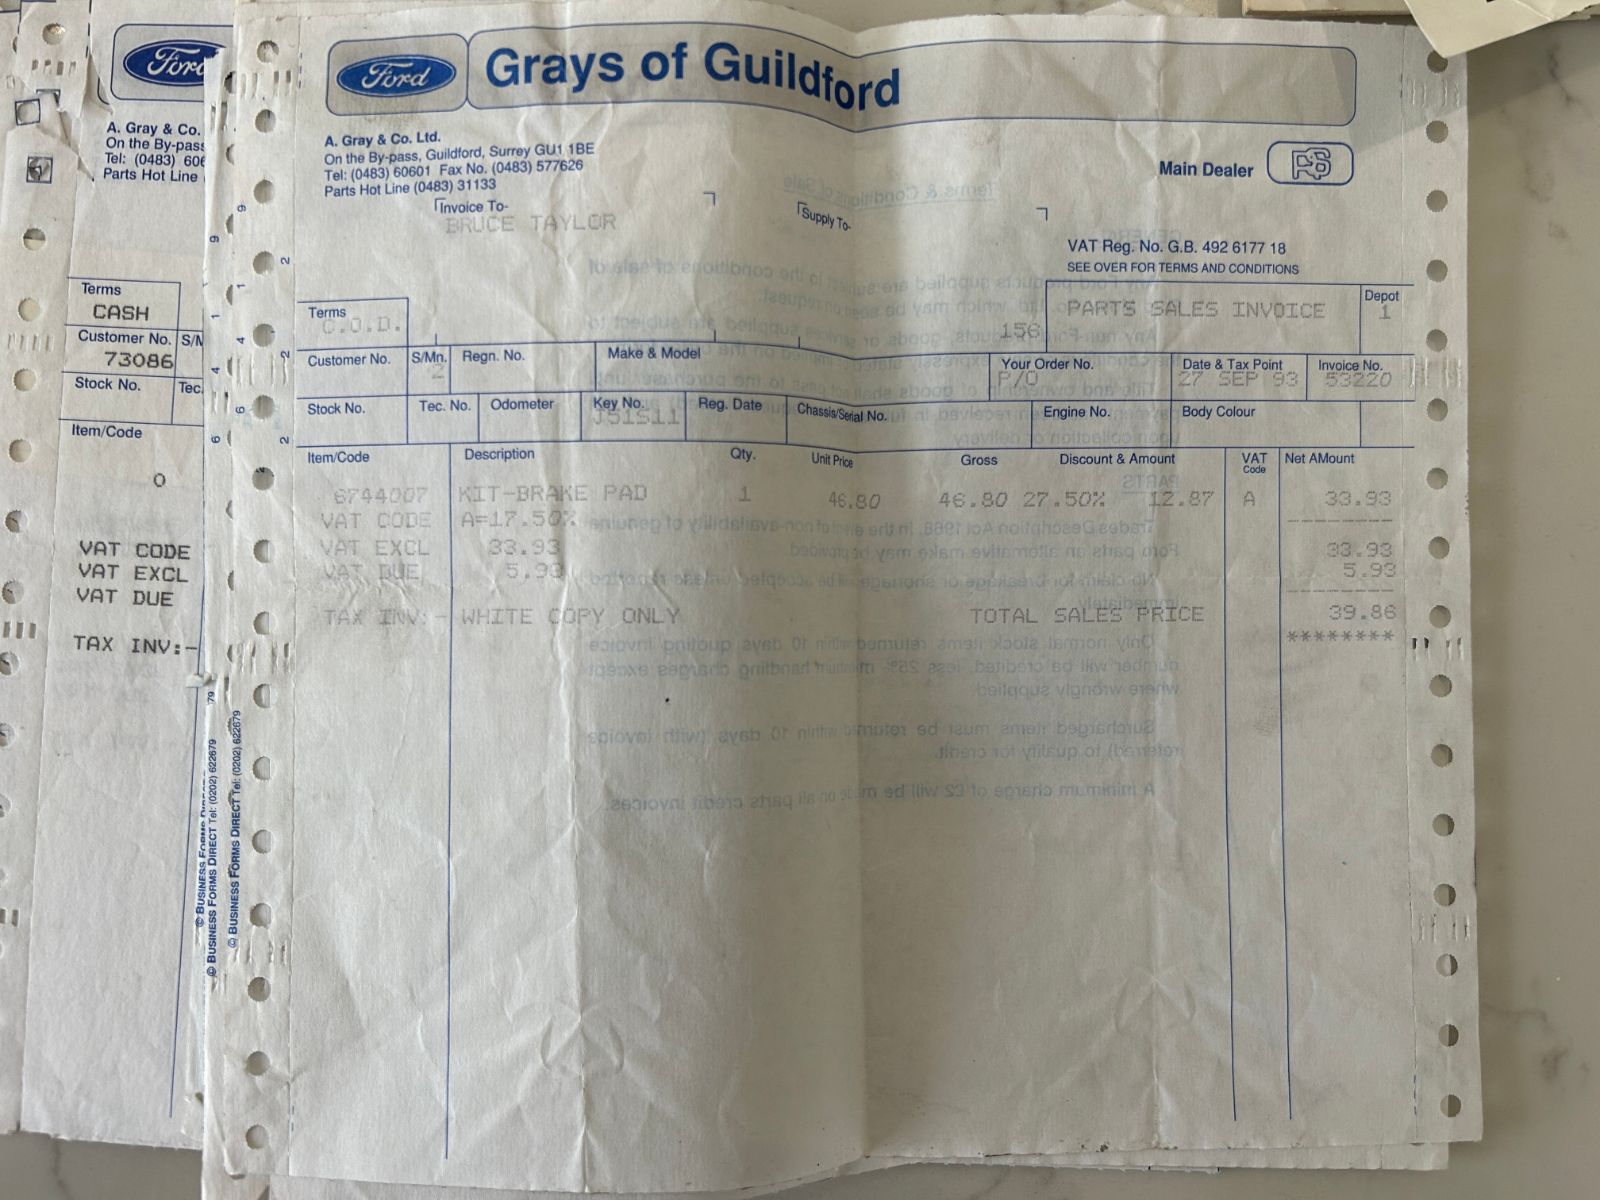 Ford
A. Gray & Co.
On the By-pass
Tel: (0483) 606
Parts Hot Line
Terms
CASH
Customer No. S/M
73086
Stock No. Tec.
Item/Code
0
VAT CODE
VAT EXCL
VAT DUE
TAX INV:-
© BUSINESS FORMS DIRECT Tel: (0202) 622679
© BUSINESS FORMS DIRECT Tel: (0202) 622679
Ford Grays of Guildford
A. Gray & Co. Ltd.
On the By-pass, Guildford, Surrey GU1 1BE
Tel: (0483) 60601 Fax No. (0483) 577626
Parts Hot Line (0483) 31133
Main Dealer RS
Invoice To- Supply To-
BRUCE TAYLOR
VAT Reg. No. G.B. 492 6177 18
SEE OVER FOR TERMS AND CONDITIONS
Terms PARTS SALES INVOICE Depot
C.O.D. 156 1
Customer No. S/Mn. Regn. No. Make & Model Your Order No. Date & Tax Point Invoice No.
2 P/O 27 SEP 93 53220
Stock No. Tec. No. Odometer Key No. Reg. Date Chassis/Serial No. Engine No. Body Colour
J51S11
Item/Code Description Qty. Unit Price Gross Discount & Amount VAT Code Net AMount
6744007 KIT-BRAKE PAD 1 46.80 46.80 27.50% 12.87 A 33.93
VAT CODE A=17.50% --------
VAT EXCL 33.93 33.93
VAT DUE 5.93 5.93
--------
TAX INV:- WHITE COPY ONLY TOTAL SALES PRICE 39.86
********